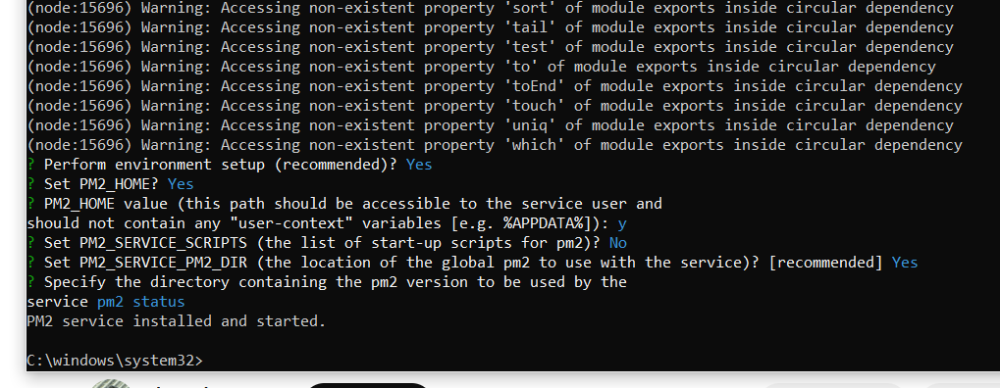 (node:15696) Warning: Accessing non-existent property 'sort' of module exports inside circular dependency
(node:15696) Warning: Accessing non-existent property 'tail' of module exports inside circular dependency
(node:15696) Warning: Accessing non-existent property 'test' of module exports inside circular dependency
(node:15696) Warning: Accessing non-existent property 'to' of module exports inside circular dependency
(node:15696) Warning: Accessing non-existent property 'toEnd' of module exports inside circular dependency
(node:15696) Warning: Accessing non-existent property 'touch' of module exports inside circular dependency
(node:15696) Warning: Accessing non-existent property 'uniq' of module exports inside circular dependency
(node:15696) Warning: Accessing non-existent property 'which' of module exports inside circular dependency
? Perform environment setup (recommended)? Yes
? Set PM2_HOME? Yes
? PM2_HOME value (this path should be accessible to the service user and
should not contain any "user-context" variables [e.g. %APPDATA%]): y
? Set PM2_SERVICE_SCRIPTS (the list of start-up scripts for pm2)? No
? Set PM2_SERVICE_PM2_DIR (the location of the global pm2 to use with the service)? [recommended] Yes
? Specify the directory containing the pm2 version to be used by the
service pm2 status
PM2 service installed and started.
C:\windows\system32>